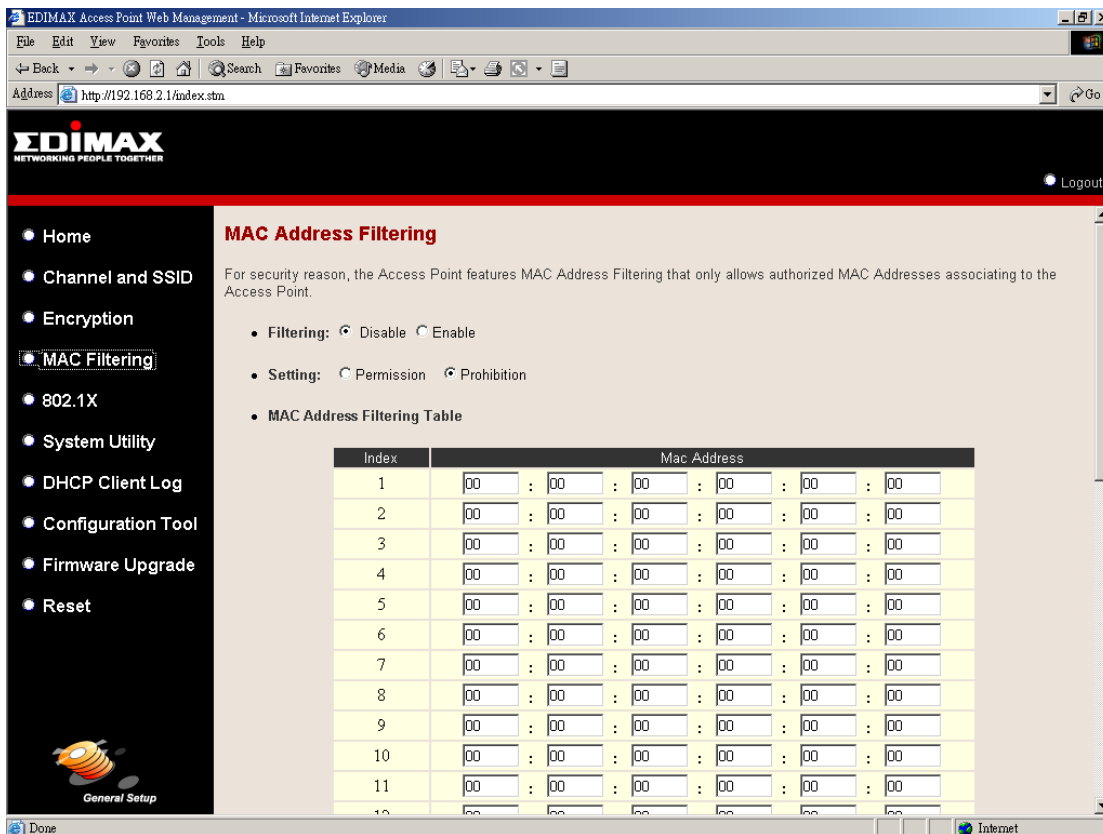 EDIMAX Access Point Web Management - Microsoft Internet Explorer
File Edit View Favorites Tools Help
Back Search Favorites Media
Address http://192.168.2.1/index.stm Go
EDiMAX
NETWORKING PEOPLE TOGETHER
Logout
Home
Channel and SSID
Encryption
MAC Filtering
802.1X
System Utility
DHCP Client Log
Configuration Tool
Firmware Upgrade
Reset
General Setup
MAC Address Filtering
For security reason, the Access Point features MAC Address Filtering that only allows authorized MAC Addresses associating to the
Access Point.
Filtering: Disable Enable
Setting: Permission Prohibition
MAC Address Filtering Table
Index Mac Address
1 00 : 00 : 00 : 00 : 00 : 00
2 00 : 00 : 00 : 00 : 00 : 00
3 00 : 00 : 00 : 00 : 00 : 00
4 00 : 00 : 00 : 00 : 00 : 00
5 00 : 00 : 00 : 00 : 00 : 00
6 00 : 00 : 00 : 00 : 00 : 00
7 00 : 00 : 00 : 00 : 00 : 00
8 00 : 00 : 00 : 00 : 00 : 00
9 00 : 00 : 00 : 00 : 00 : 00
10 00 : 00 : 00 : 00 : 00 : 00
11 00 : 00 : 00 : 00 : 00 : 00
Done Internet